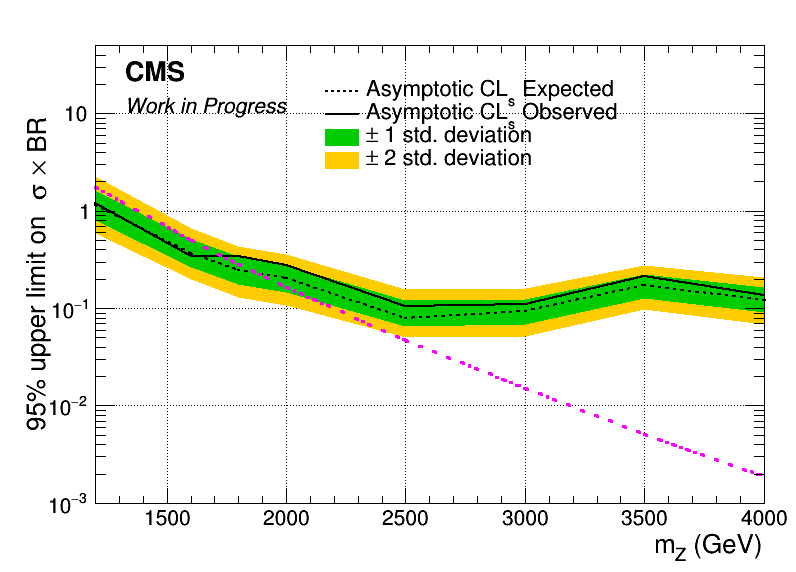 CMS
Work in Progress
Asymptotic CLs Expected
Asymptotic CLs Observed
± 1 std. deviation
± 2 std. deviation
95% upper limit on σ × BR
10
1
10⁻¹
10⁻²
10⁻³
1500 2000 2500 3000 3500 4000
mZ (GeV)